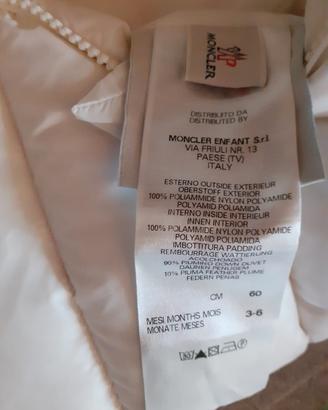 MONCLER
DISTRIBUITO DA
DISTRIBUTED BY
MONCLER ENFANT S.r.l
VIA FRIULI NR. 13
PAESE (TV)
ITALY
ESTERNO OUTSIDE EXTERIEUR
OBERSTOFF EXTERIOR
100% POLIAMMIDE NYLON POLYAMIDE
POLYAMID POLIAMIDA
INTERNO INSIDE INTERIEUR
INNEN INTERIOR
100% POLIAMMIDE NYLON POLYAMIDE
POLYAMID POLIAMIDA
IMBOTTITURA PADDING
REMBOURRAGE WATTIERUNG
ACOLCHADO
90% PIUMINO DOWN DUVET
DAUNEN PENUGEM
10% PIUMA FEATHER PLUME
FEDERN PENAS
CM 60
MESI MONTHS MOIS 3-6
MONATE MESES